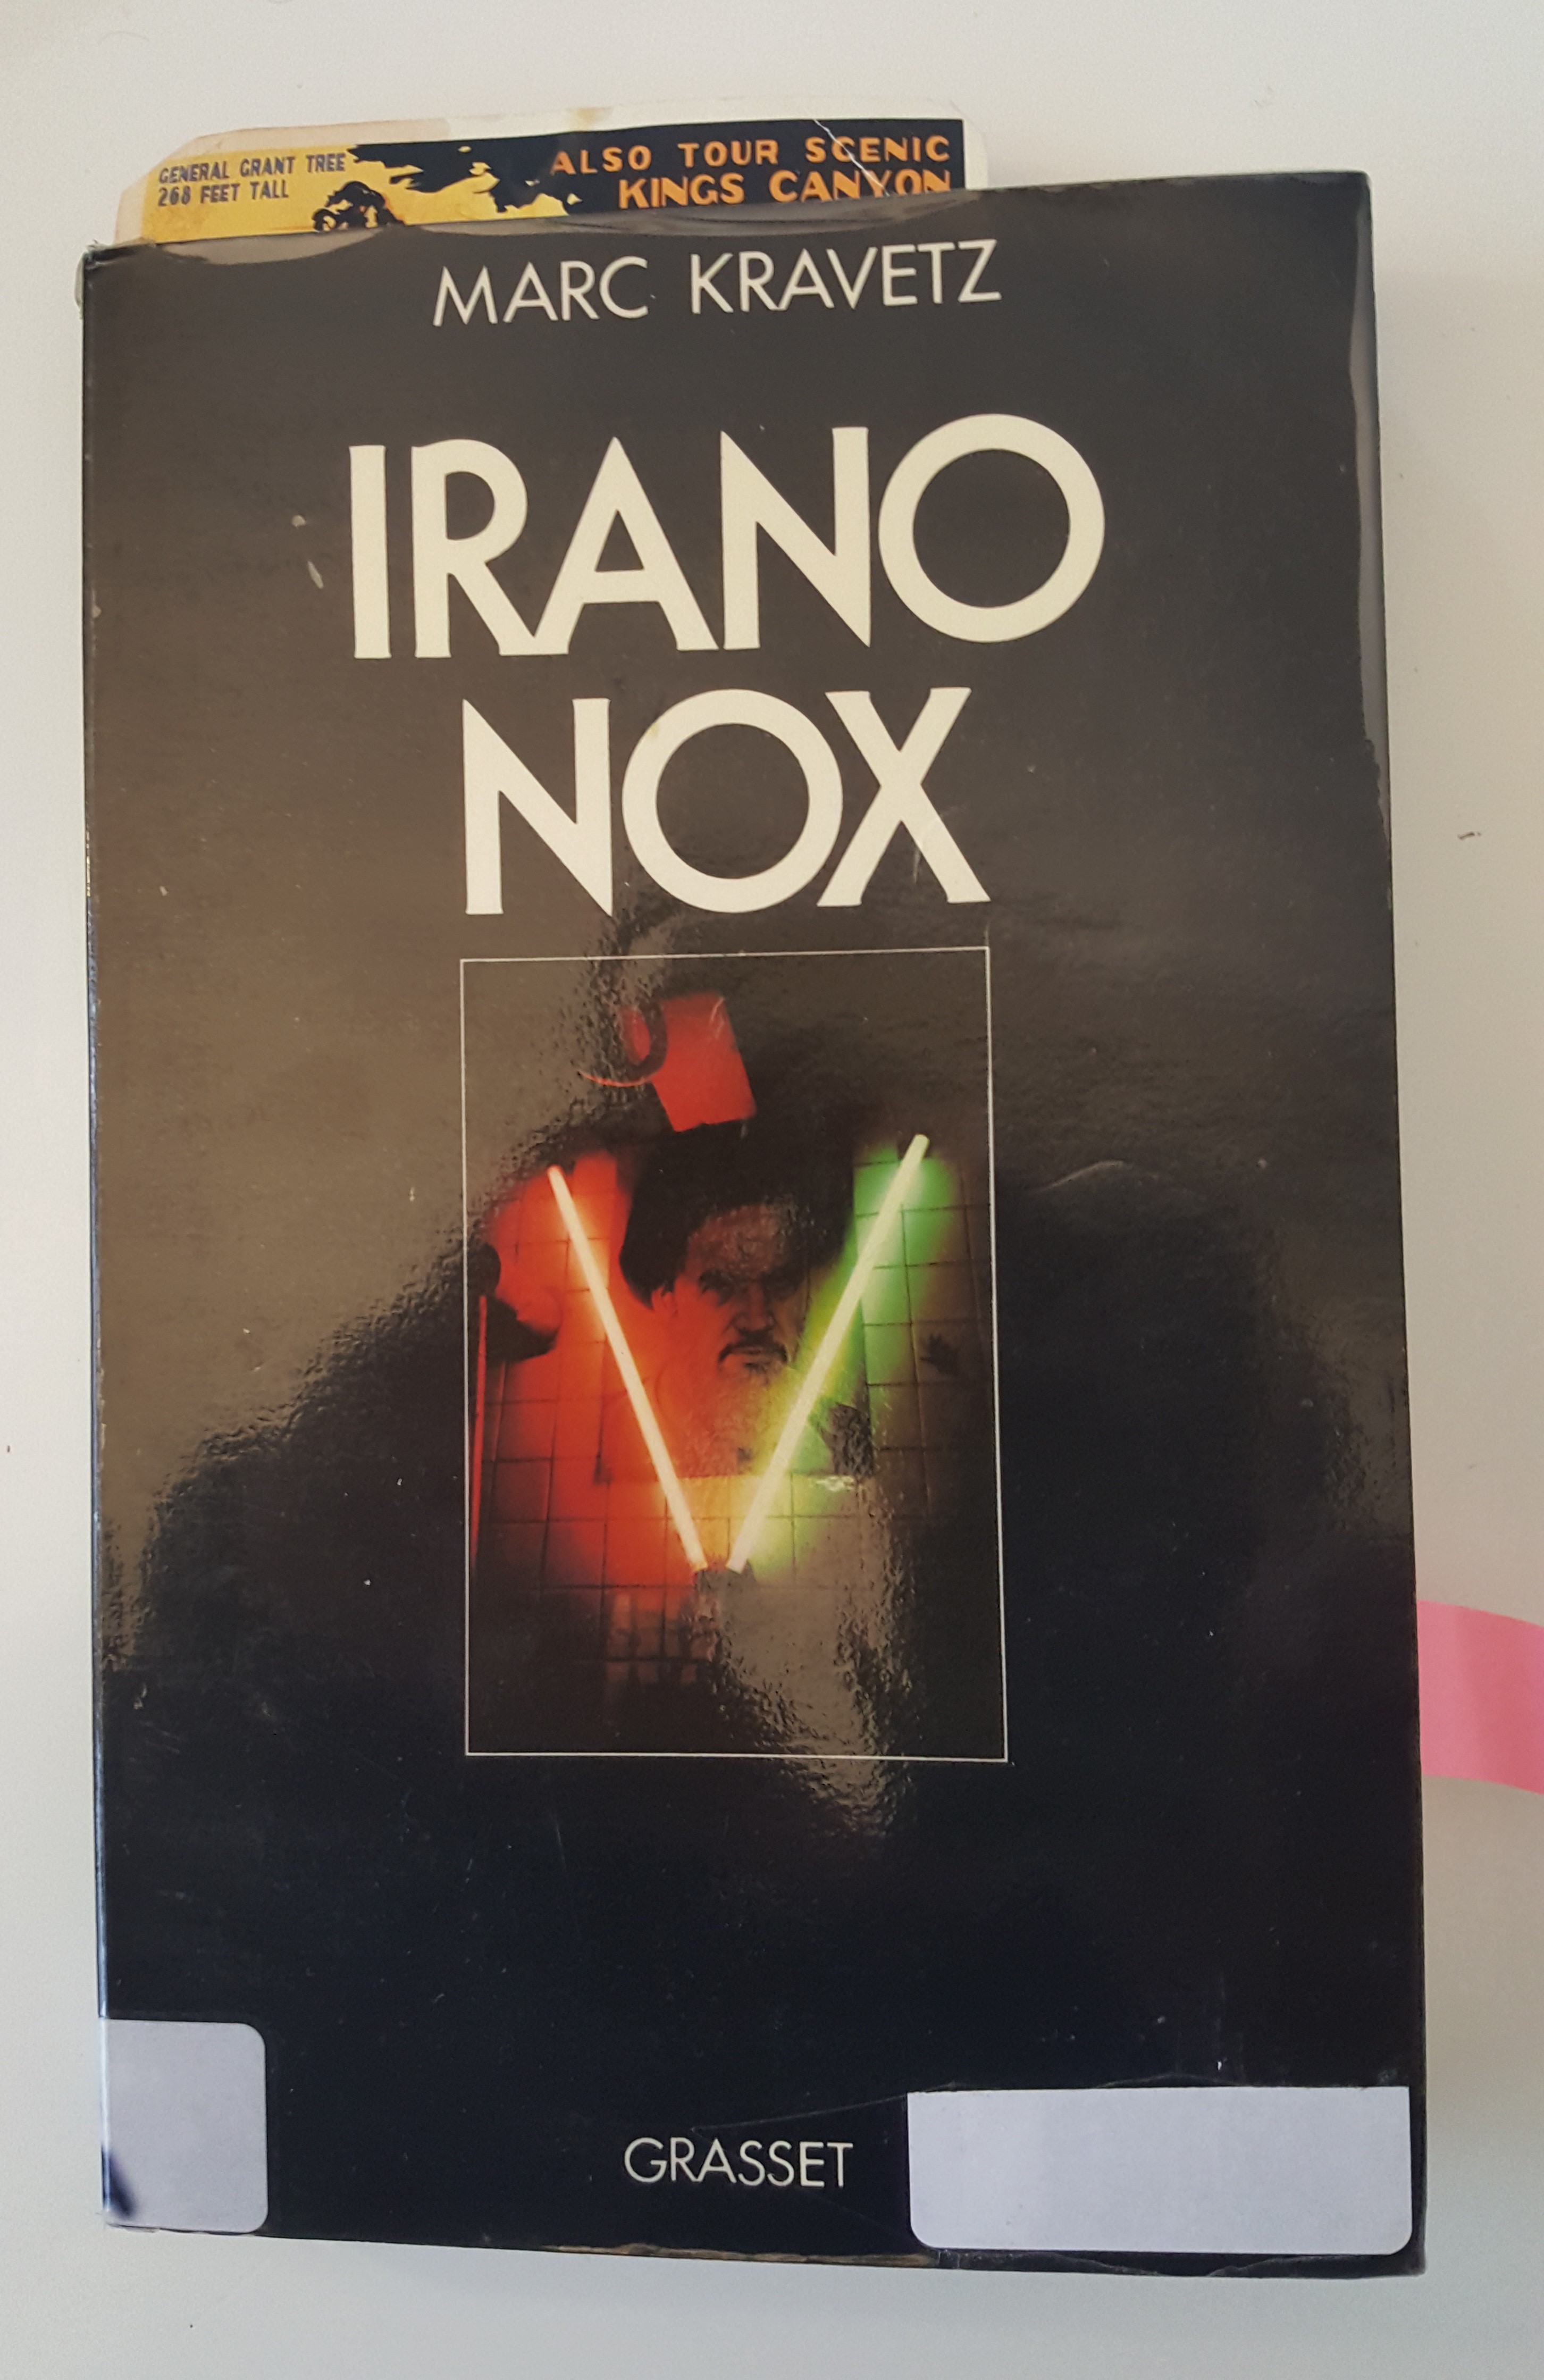 GENERAL GRANT TREE
268 FEET TALL
ALSO TOUR SCENIC
KINGS CANYON
MARC KRAVETZ
IRANO
NOX
GRASSET